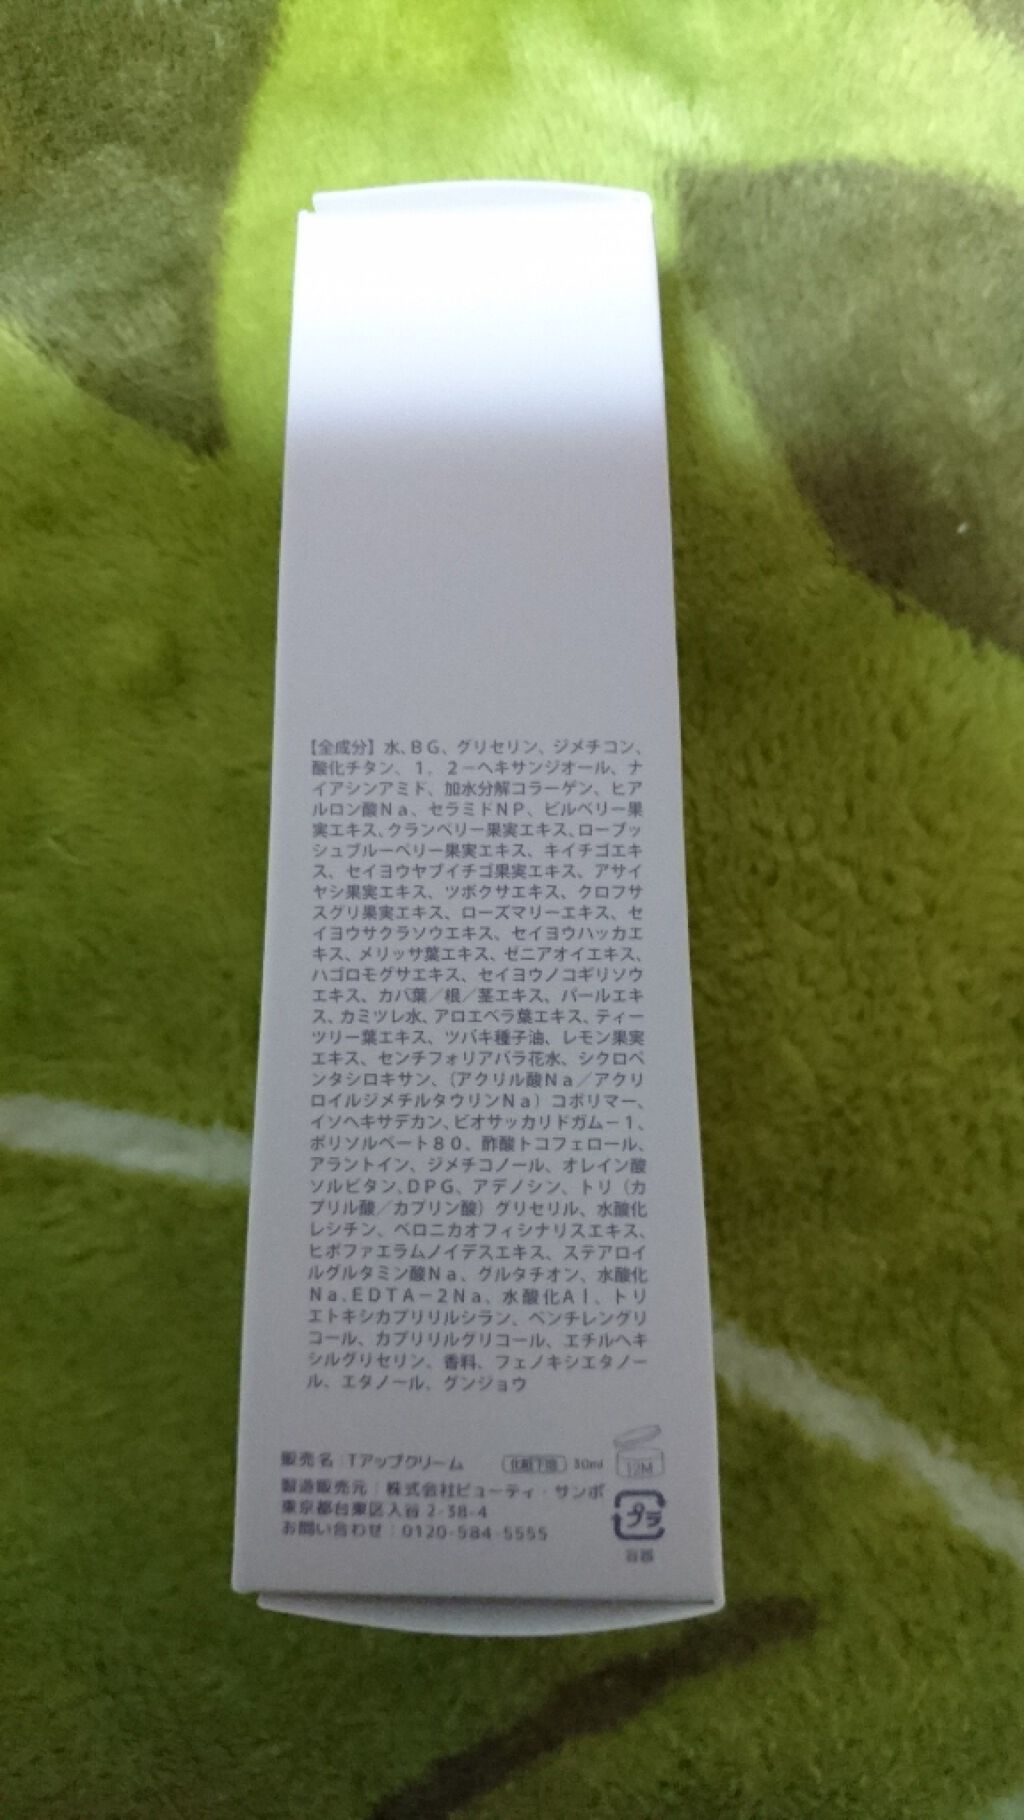 【全成分】水、BG、グリセリン、ジメチコン、
酸化チタン、1,2-ヘキサンジオール、ナ
イアシンアミド、加水分解コラーゲン、ヒア
ルロン酸Na、セラミドNP、ビルベリー果
実エキス、クランベリー果実エキス、ローブッ
シュブルーベリー果実エキス、キイチゴエキ
ス、セイヨウヤブイチゴ果実エキス、アサイ
ヤシ果実エキス、ツボクサエキス、クロフサ
スグリ果実エキス、ローズマリーエキス、セ
イヨウサクラソウエキス、セイヨウハッカエ
キス、メリッサ葉エキス、ゼニアオイエキス、
ハゴロモグサエキス、セイヨウノコギリソウ
エキス、カバ葉/根/茎エキス、パールエキ
ス、カミツレ水、アロエベラ葉エキス、ティー
ツリー葉エキス、ツバキ種子油、レモン果実
エキス、センチフォリアバラ花水、シクロペ
ンタシロキサン、(アクリル酸Na/アクリ
ロイルジメチルタウリンNa)コポリマー、
イソヘキサデカン、ビオサッカリドガム-1、
ポリソルベート80、酢酸トコフェロール、
アラントイン、ジメチコノール、オレイン酸
ソルビタン、DPG、アデノシン、トリ(カ
プリル酸/カプリン酸)グリセリル、水酸化
レシチン、ベロニカオフィシナリスエキス、
ヒポファエラムノイデスエキス、ステアロイ
ルグルタミン酸Na、グルタチオン、水酸化
Na、EDTA-2Na、水酸化Al、トリ
エトキシカプリリルシラン、ペンチレングリ
コール、カプリリルグリコール、エチルヘキ
シルグリセリン、香料、フェノキシエタノー
ル、エタノール、グンジョウ
販売名:Tアップクリーム 化粧下地 30ml 12M
製造販売元:株式会社ビューティ・サンボ
東京都台東区入谷2-38-4
お問い合わせ:0120-584-5555
プラ
容器